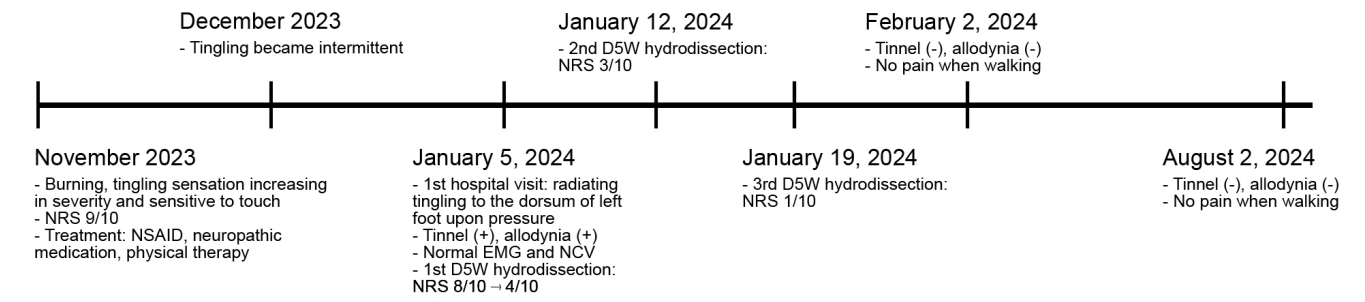 December 2023
- Tingling became intermittent
January 12, 2024
- 2nd D5W hydrodissection:
NRS 3/10
February 2, 2024
- Tinnel (-), allodynia (-)
- No pain when walking
November 2023
- Burning, tingling sensation increasing
in severity and sensitive to touch
- NRS 9/10
- Treatment: NSAID, neuropathic
medication, physical therapy
January 5, 2024
- 1st hospital visit: radiating
tingling to the dorsum of left
foot upon pressure
- Tinnel (+), allodynia (+)
- Normal EMG and NCV
- 1st D5W hydrodissection:
NRS 8/10 → 4/10
January 19, 2024
- 3rd D5W hydrodissection:
NRS 1/10
August 2, 2024
- Tinnel (-), allodynia (-)
- No pain when walking